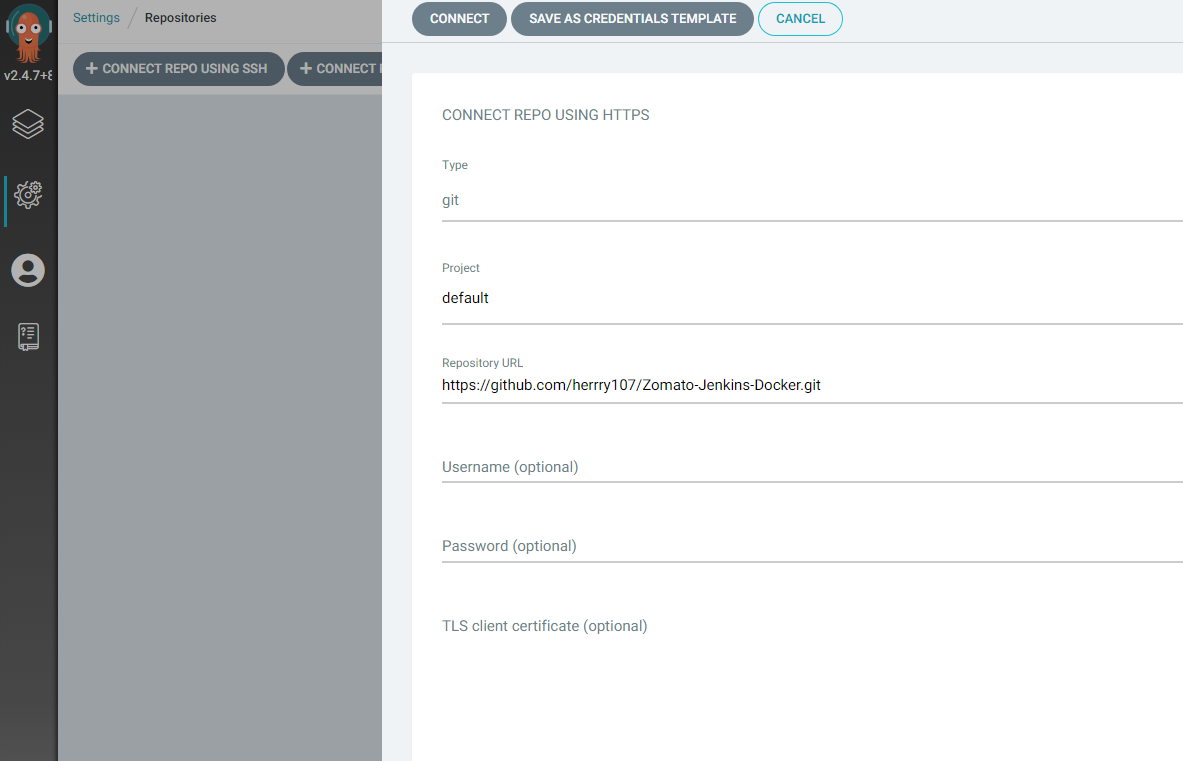 Settings / Repositories
CONNECT SAVE AS CREDENTIALS TEMPLATE CANCEL
v2.4.7+8
+ CONNECT REPO USING SSH + CONNECT
CONNECT REPO USING HTTPS
Type
git
Project
default
Repository URL
https://github.com/herrry107/Zomato-Jenkins-Docker.git
Username (optional)
Password (optional)
TLS client certificate (optional)